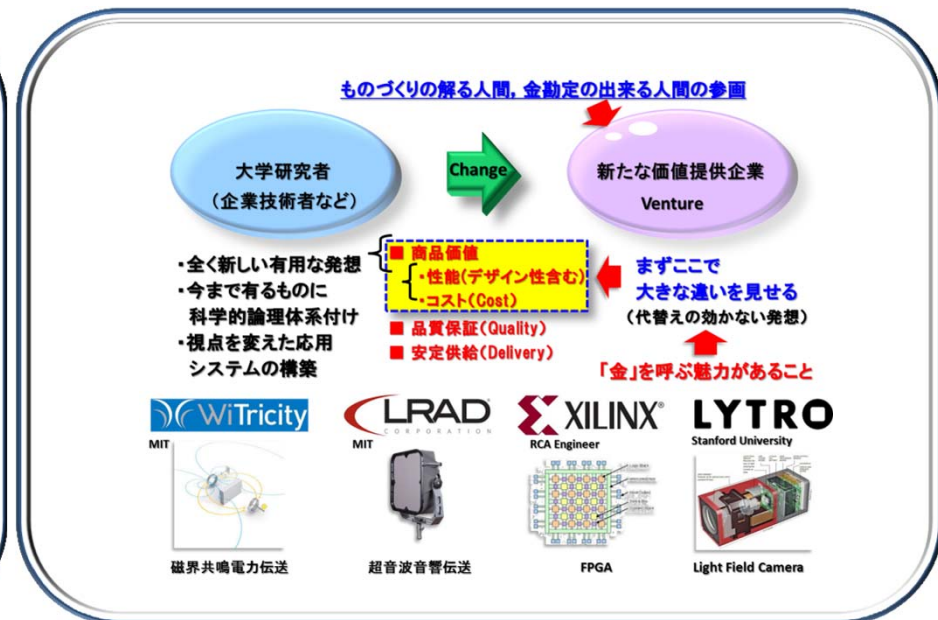 ものづくりの解る人間，金勘定の出来る人間の参画
大学研究者
（企業技術者など）
Change
新たな価値提供企業
Venture
・全く新しい有用な発想
・今まで有るものに
科学的論理体系付け
・視点を変えた応用
システムの構築
■ 商品価値
・性能(デザイン性含む)
・コスト(Cost)
■ 品質保証(Quality)
■ 安定供給(Delivery)
まずここで
大きな違いを見せる
（代替えの効かない発想）
「金」を呼ぶ魅力があること
WiTricity
MIT
磁界共鳴電力伝送
LRAD
CORPORATION
MIT
超音波音響伝送
XILINX®
RCA Engineer
FPGA
LYTRO
Stanford University
Light Field Camera